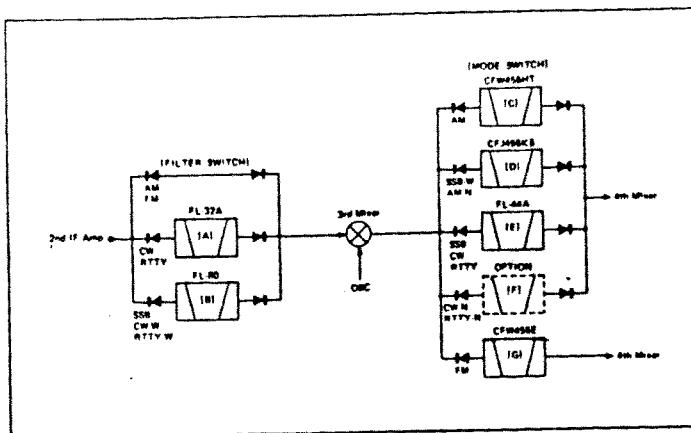 [MODE SWITCH]
CFW455HT
[C]
AM
CFJ455K5
[D]
SSB-W
AM-N
[FILTER SWITCH]
AM
FM
FL-44A
[E]
SSB
CW
RTTY
4th Mixer
FL-32A
[A]
CW
RTTY
2nd IF Amp
3rd Mixer
OSC
FL-80
[B]
SSB
CW-W
RTTY-W
OPTION
[F]
CW-N
RTTY-N
CFW455E
[G]
FM
4th Mixer